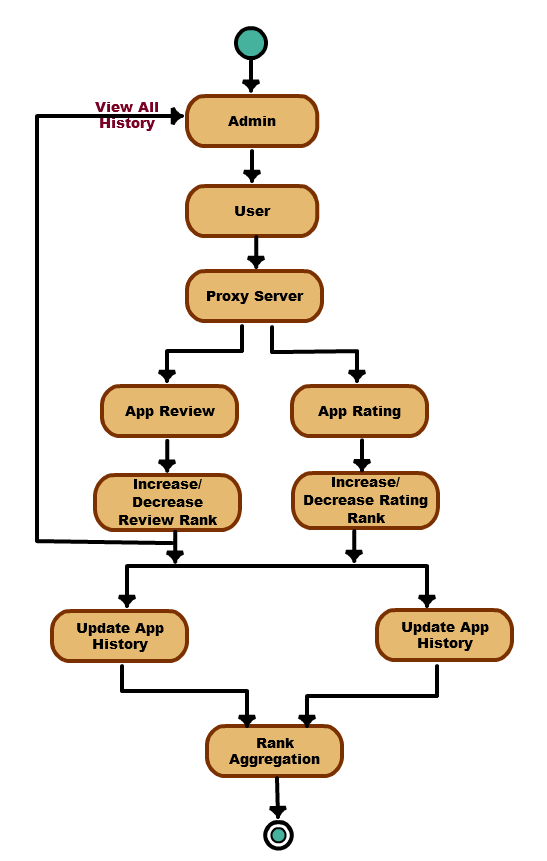 View All
History
Admin
User
Proxy Server
App Review
App Rating
Increase/
Decrease
Review Rank
Increase/
Decrease Rating
Rank
Update App
History
Update App
History
Rank
Aggregation